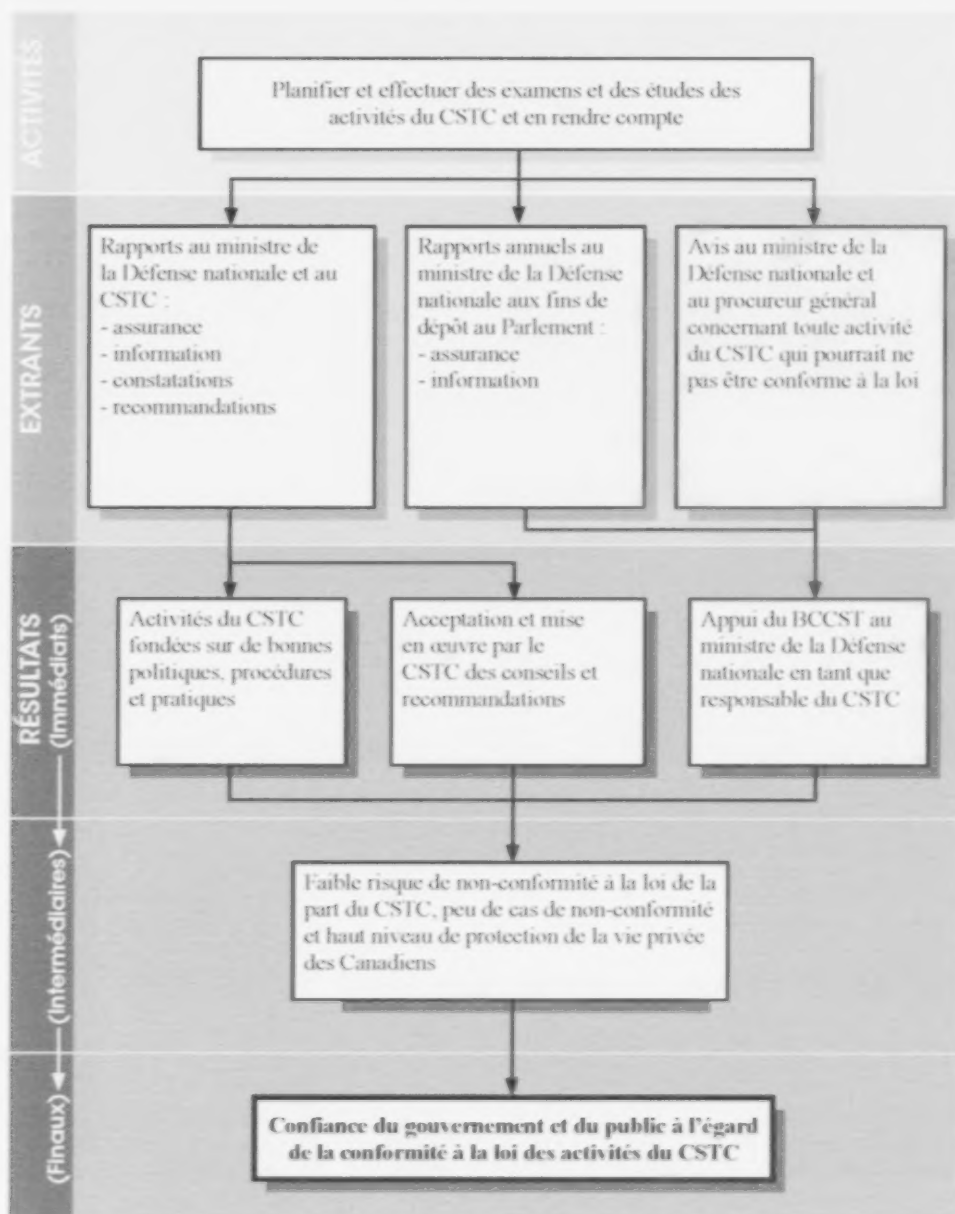 ACTIVITÉS
Planifier et effectuer des examens et des études des
activités du CSTC et en rendre compte
EXTRANTS
Rapports au ministre de
la Défense nationale et au
CSTC :
- assurance
- information
- constatations
- recommandations
Rapports annuels au
ministre de la Défense
nationale aux fins de
dépôt au Parlement :
- assurance
- information
Avis au ministre de la
Défense nationale et
au procureur général
concernant toute activité
du CSTC qui pourrait ne
pas être conforme à la loi
RÉSULTATS
(Immédiats)
Activités du CSTC
fondées sur de bonnes
politiques, procédures
et pratiques
Acceptation et mise
en œuvre par le
CSTC des conseils et
recommandations
Appui du BCCST au
ministre de la Défense
nationale en tant que
responsable du CSTC
(Intermédiaires)
Faible risque de non-conformité à la loi de la
part du CSTC, peu de cas de non-conformité
et haut niveau de protection de la vie privée
des Canadiens
(Finaux)
Confiance du gouvernement et du public à l'égard
de la conformité à la loi des activités du CSTC